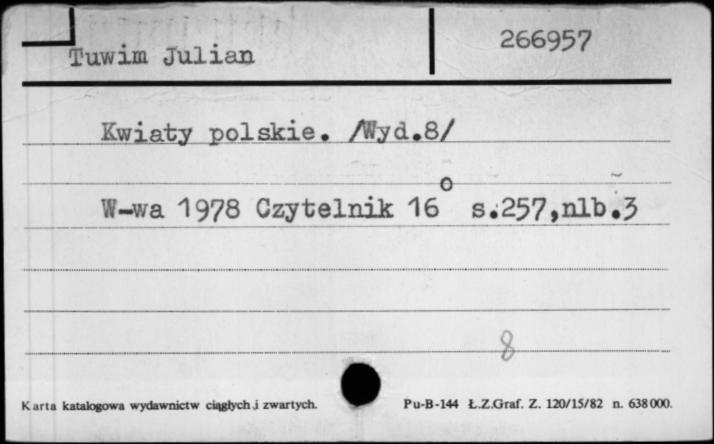 266957
Tuwim Julian
Kwiaty polskie. /Wyd.8/
W-wa 1978 Czytelnik 16° s.257,nlb.3
8
Karta katalogowa wydawnictw ciągłych i zwartych. Pu-B-144 Ł.Z.Graf. Z. 120/15/82 n. 638000.